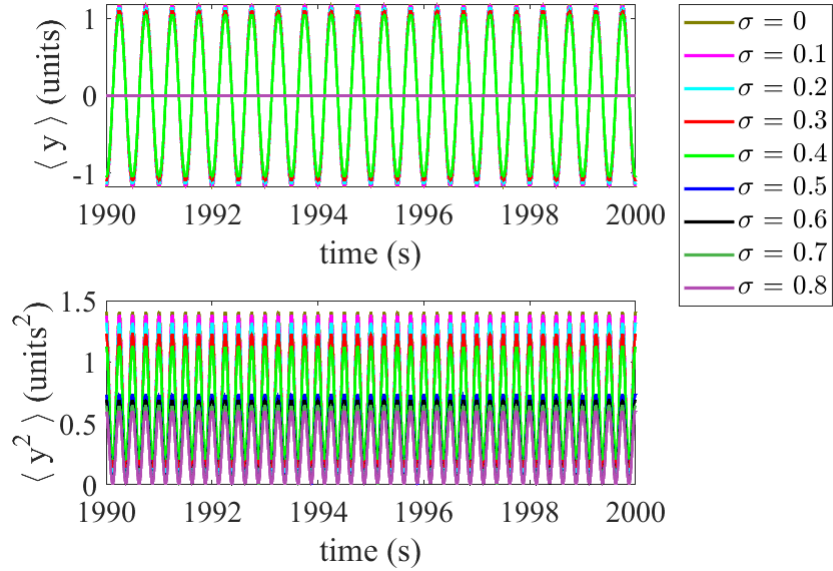 1
0
-1
⟨ y ⟩ (units)
1990 1992 1994 1996 1998 2000
time (s)
σ = 0
σ = 0.1
σ = 0.2
σ = 0.3
σ = 0.4
σ = 0.5
σ = 0.6
σ = 0.7
σ = 0.8
1.5
1
0.5
0
⟨ y² ⟩ (units²)
1990 1992 1994 1996 1998 2000
time (s)